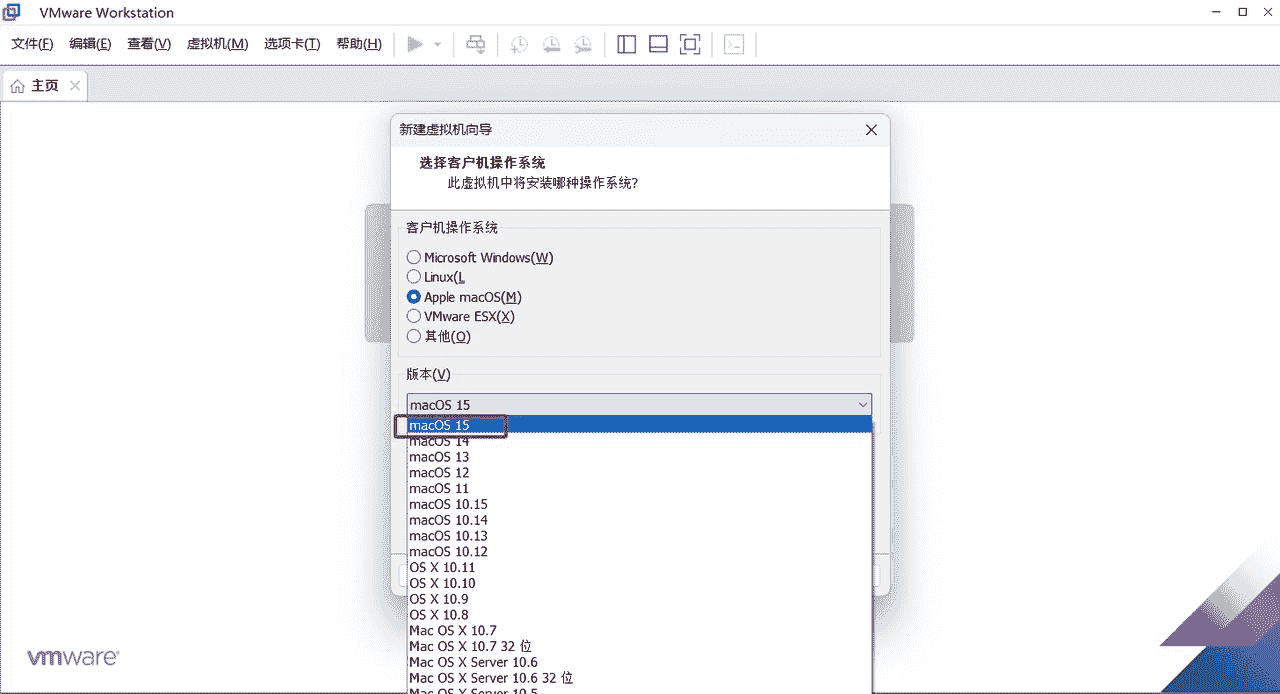 VMware Workstation
文件(F) 编辑(E) 查看(V) 虚拟机(M) 选项卡(T) 帮助(H)
主页
新建虚拟机向导
选择客户机操作系统
此虚拟机中将安装哪种操作系统?
客户机操作系统
Microsoft Windows(W)
Linux(L
Apple macOS(M)
VMware ESX(X)
其他(O)
版本(V)
macOS 15
macOS 15
macOS 14
macOS 13
macOS 12
macOS 11
macOS 10.15
macOS 10.14
macOS 10.13
macOS 10.12
OS X 10.11
OS X 10.10
OS X 10.9
OS X 10.8
Mac OS X 10.7
Mac OS X 10.7 32 位
Mac OS X Server 10.6
Mac OS X Server 10.6 32 位
Mac OS X Server 10.5
vmware